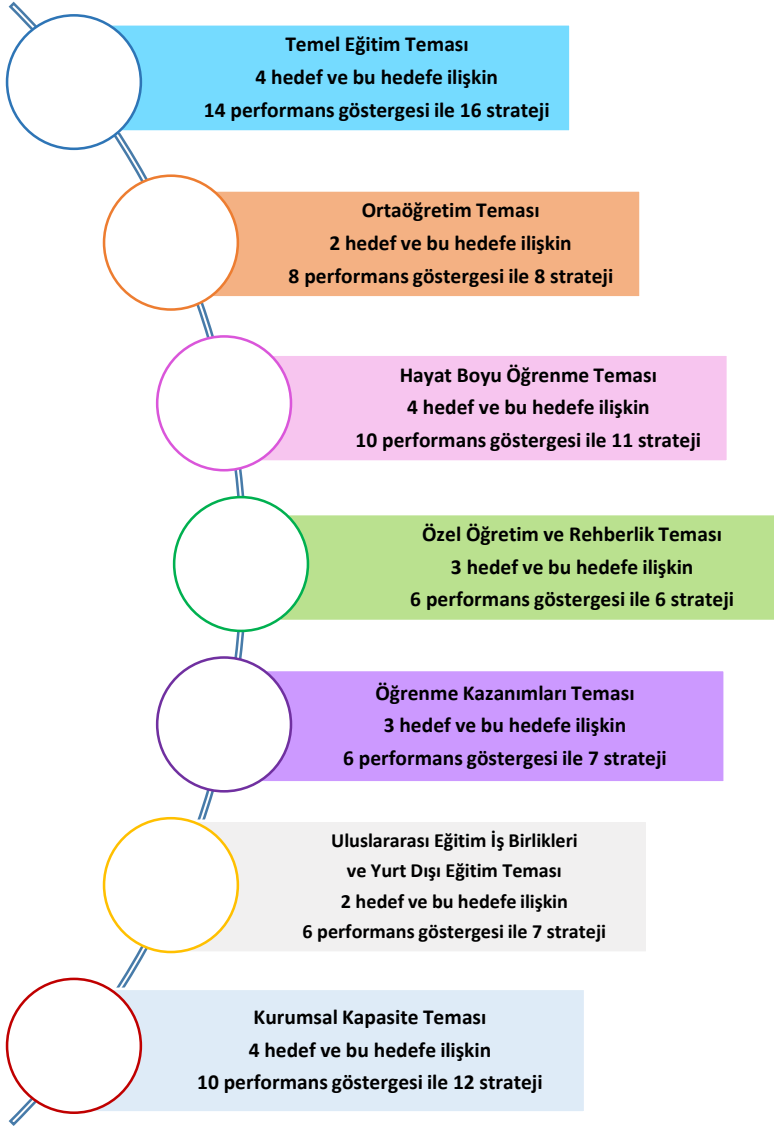 Temel Eğitim Teması
4 hedef ve bu hedefe ilişkin
14 performans göstergesi ile 16 strateji
Ortaöğretim Teması
2 hedef ve bu hedefe ilişkin
8 performans göstergesi ile 8 strateji
Hayat Boyu Öğrenme Teması
4 hedef ve bu hedefe ilişkin
10 performans göstergesi ile 11 strateji
Özel Öğretim ve Rehberlik Teması
3 hedef ve bu hedefe ilişkin
6 performans göstergesi ile 6 strateji
Öğrenme Kazanımları Teması
3 hedef ve bu hedefe ilişkin
6 performans göstergesi ile 7 strateji
Uluslararası Eğitim İş Birlikleri
ve Yurt Dışı Eğitim Teması
2 hedef ve bu hedefe ilişkin
6 performans göstergesi ile 7 strateji
Kurumsal Kapasite Teması
4 hedef ve bu hedefe ilişkin
10 performans göstergesi ile 12 strateji